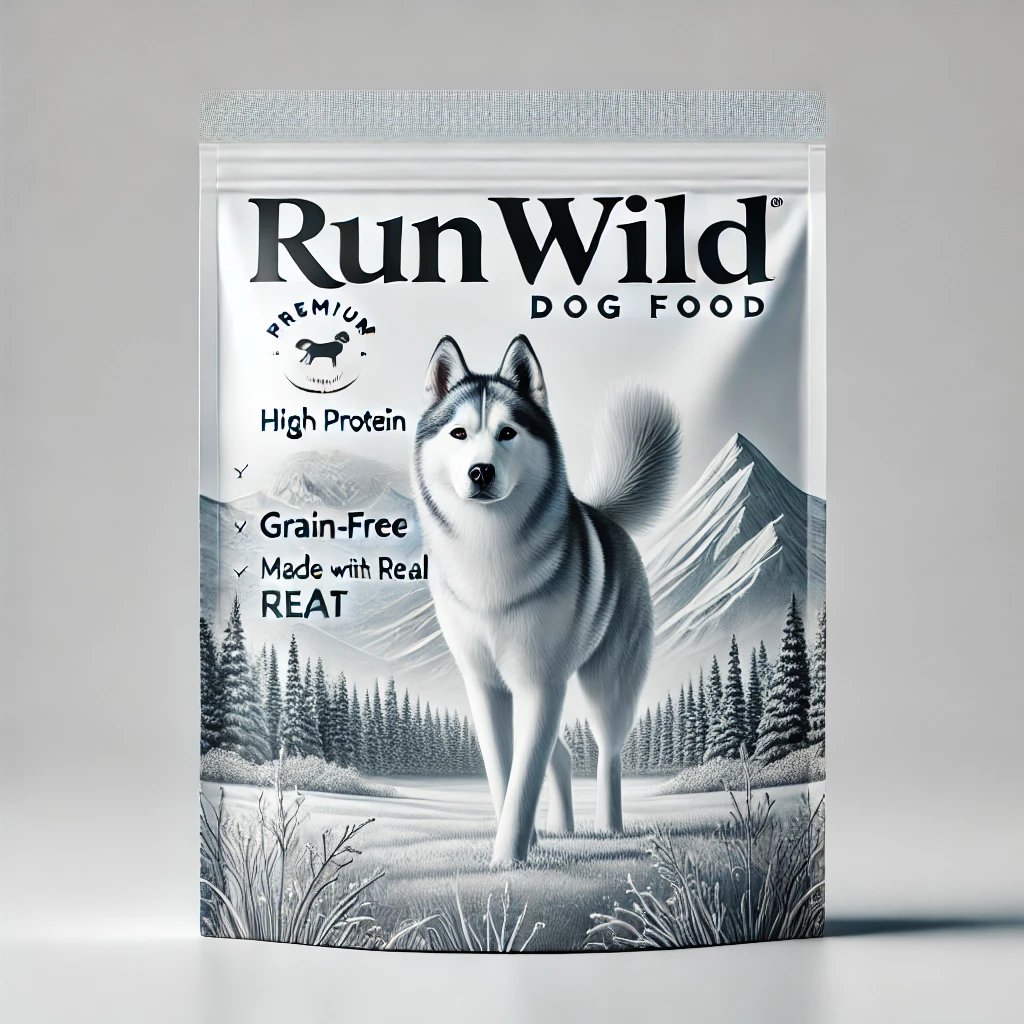 RunWild®
DOG FOOD
PREMIUM
High Protein
Grain-Free
Made with Real
REAT